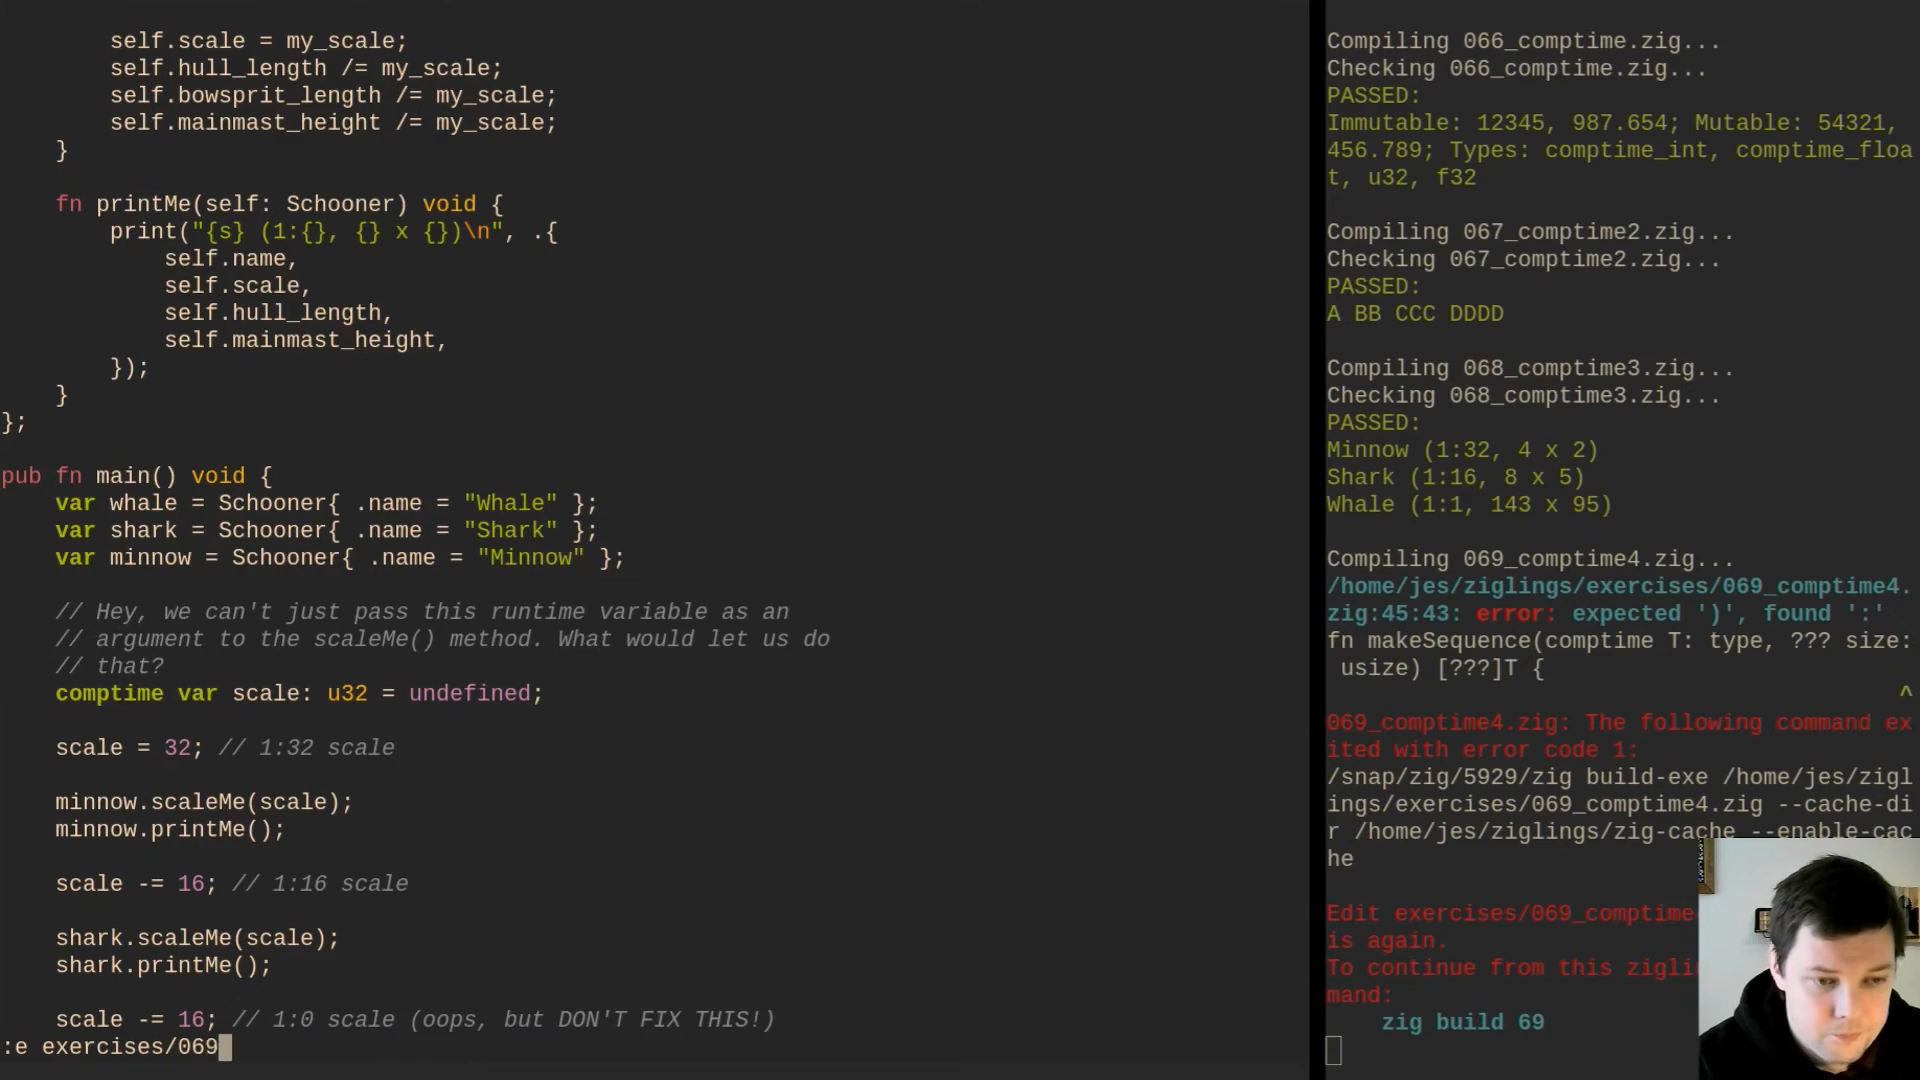 self.scale = my_scale;
self.hull_length /= my_scale;
self.bowsprit_length /= my_scale;
self.mainmast_height /= my_scale;
}
fn printMe(self: Schooner) void {
print("{s} (1:{}, {} x {})\n", .{
self.name,
self.scale,
self.hull_length,
self.mainmast_height,
});
}
};
pub fn main() void {
var whale = Schooner{ .name = "Whale" };
var shark = Schooner{ .name = "Shark" };
var minnow = Schooner{ .name = "Minnow" };
// Hey, we can't just pass this runtime variable as an
// argument to the scaleMe() method. What would let us do
// that?
comptime var scale: u32 = undefined;
scale = 32; // 1:32 scale
minnow.scaleMe(scale);
minnow.printMe();
scale -= 16; // 1:16 scale
shark.scaleMe(scale);
shark.printMe();
scale -= 16; // 1:0 scale (oops, but DON'T FIX THIS!)
:e exercises/069
Compiling 066_comptime.zig...
Checking 066_comptime.zig...
PASSED:
Immutable: 12345, 987.654; Mutable: 54321,
456.789; Types: comptime_int, comptime_floa
t, u32, f32
Compiling 067_comptime2.zig...
Checking 067_comptime2.zig...
PASSED:
A BB CCC DDDD
Compiling 068_comptime3.zig...
Checking 068_comptime3.zig...
PASSED:
Minnow (1:32, 4 x 2)
Shark (1:16, 8 x 5)
Whale (1:1, 143 x 95)
Compiling 069_comptime4.zig...
/home/jes/ziglings/exercises/069_comptime4.
zig:45:43: error: expected ')', found ':'
fn makeSequence(comptime T: type, ??? size:
usize) [???]T {
^
069_comptime4.zig: The following command ex
ited with error code 1:
/snap/zig/5929/zig build-exe /home/jes/zigl
ings/exercises/069_comptime4.zig --cache-di
r /home/jes/ziglings/zig-cache --enable-cac
he
Edit exercises/069_comptime
is again.
To continue from this zigli
mand:
zig build 69